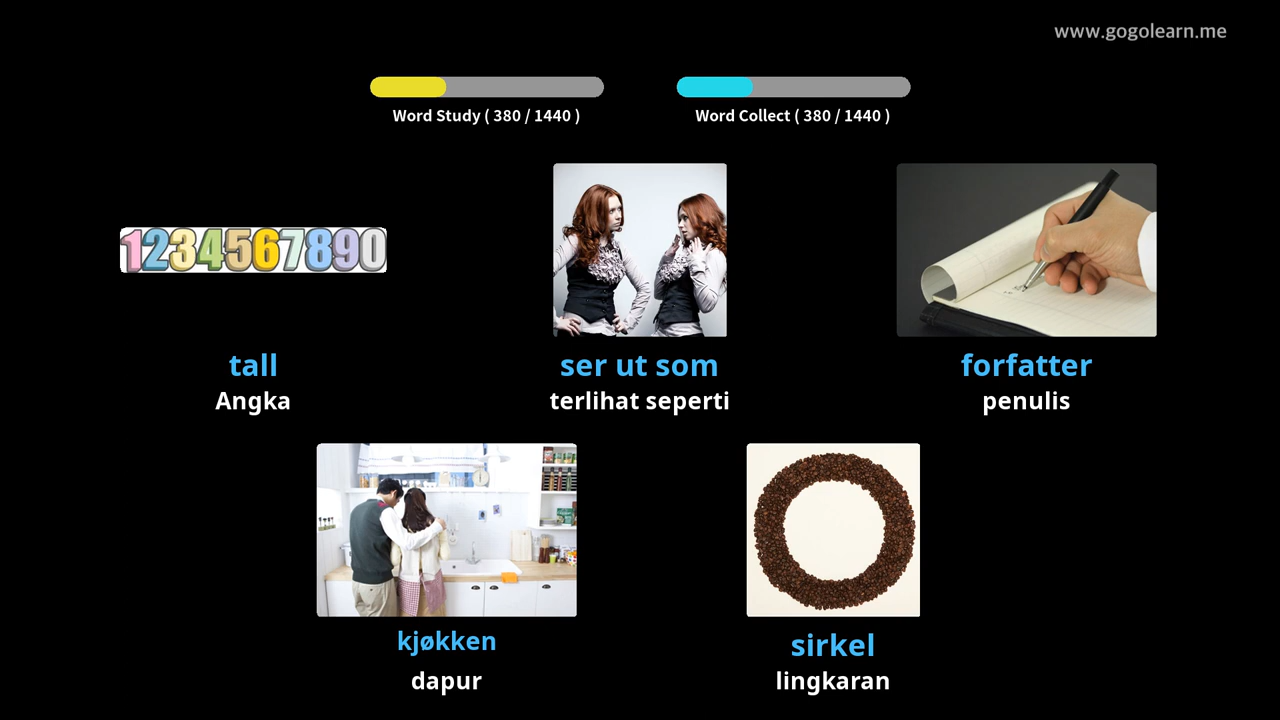 www.gogolearn.me
Word Study ( 380 / 1440 )
Word Collect ( 380 / 1440 )
1234567890
tall
Angka
ser ut som
terlihat seperti
forfatter
penulis
kjøkken
dapur
sirkel
lingkaran